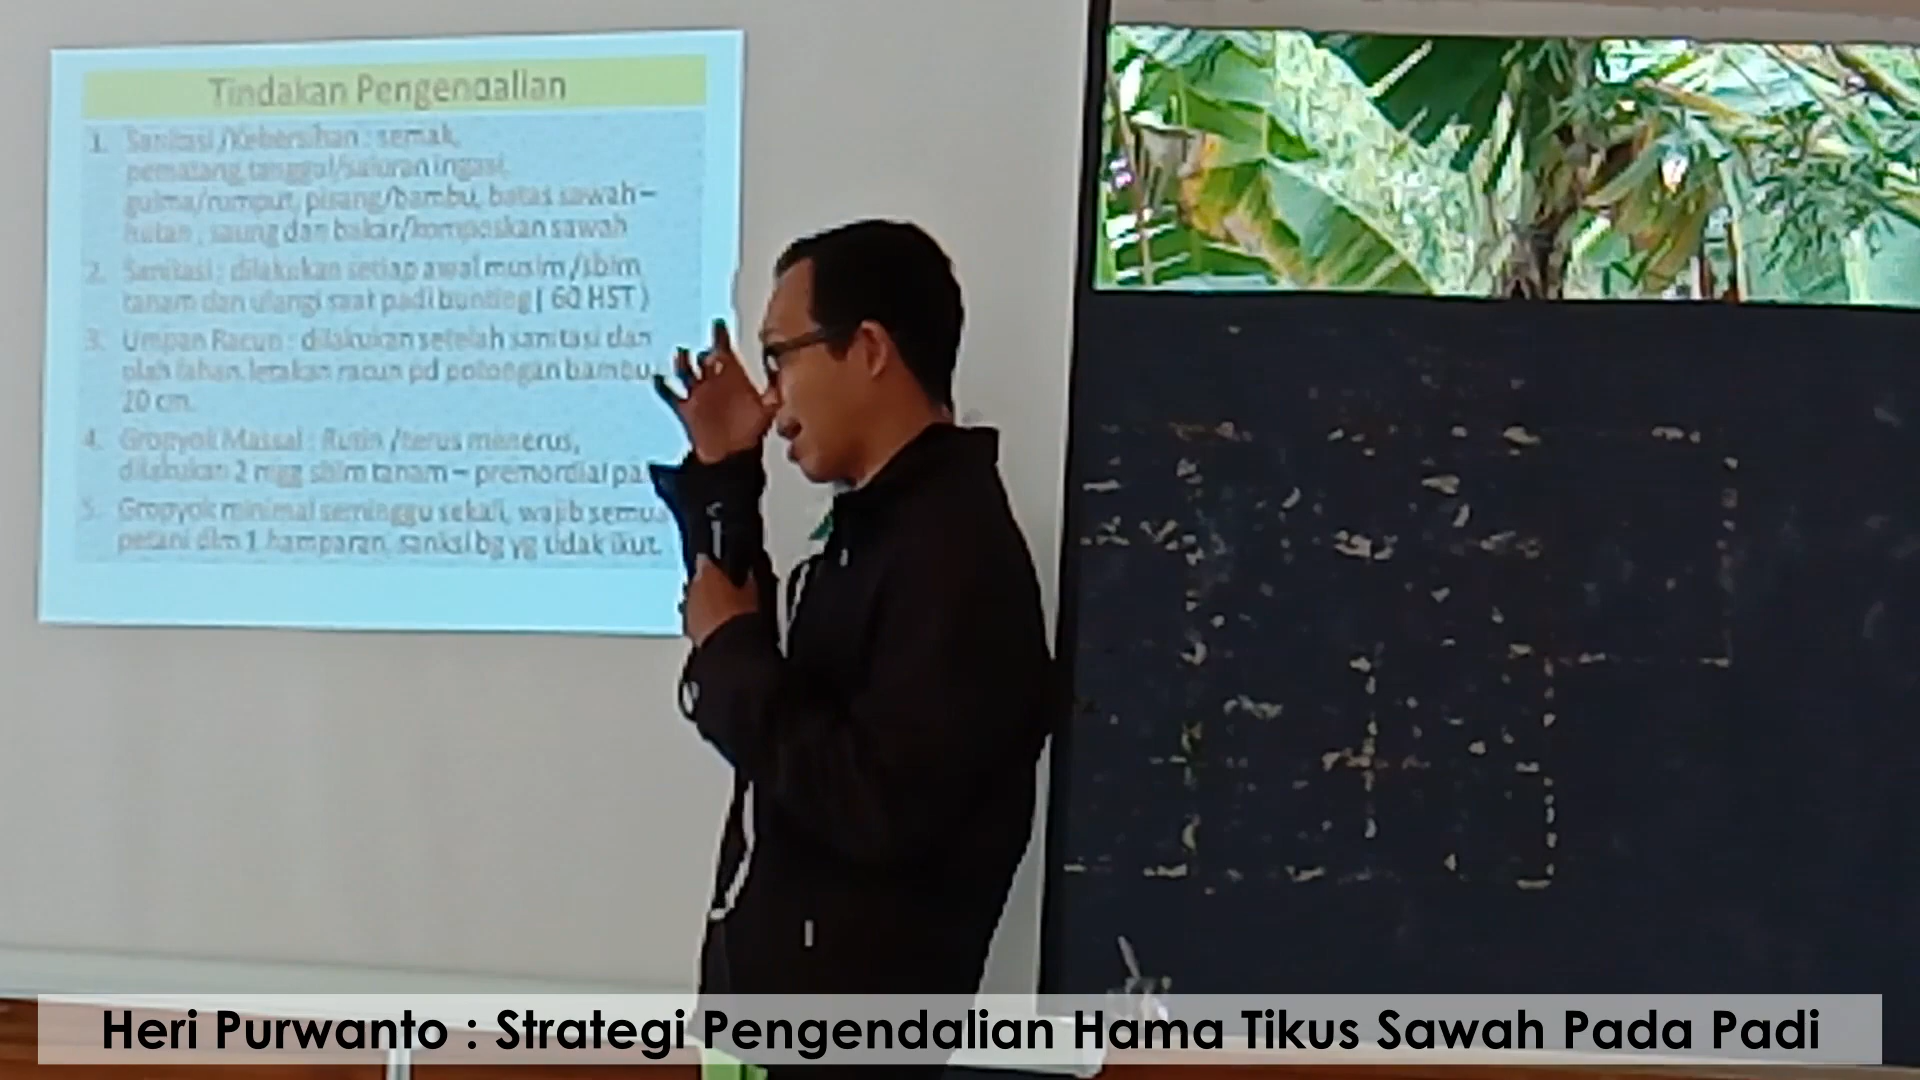 Tindakan Pengendalian
1. Sanitasi /Kebersihan : semak,
pematang, tanggul/saluran irigasi,
gulma/rumput, pisang/bambu, batas sawah –
hutan , saung dan bakar/komposkan sawah
2. Sanitasi : dilakukan setiap awal musim /sblm
tanam dan ulangi saat padi bunting ( 60 HST )
3. Umpan Racun : dilakukan setelah sanitasi dan
olah lahan, letakan racun pd potongan bambu
20 cm.
4. Gropyok Massal : Rutin /terus menerus,
dilakukan 2 mgg sblm tanam – premordial
5. Gropyok minimal seminggu sekali, wajib semua
petani dlm 1 hamparan, sanksi bg yg tidak ikut.
Heri Purwanto : Strategi Pengendalian Hama Tikus Sawah Pada Padi